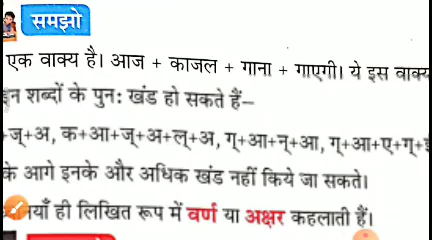 समझो
एक वाक्य है। आज + काजल + गाना + गाएगी। ये इस वाक्य
इन शब्दों के पुनः खंड हो सकते हैं–
+ज्+अ, क+आ+ज्+अ+ल्+अ, ग्+आ+न्+आ, ग्+आ+ए+ग्+ई
के आगे इनके और अधिक खंड नहीं किये जा सकते।
ही लिखित रूप में वर्ण या अक्षर कहलाती हैं।